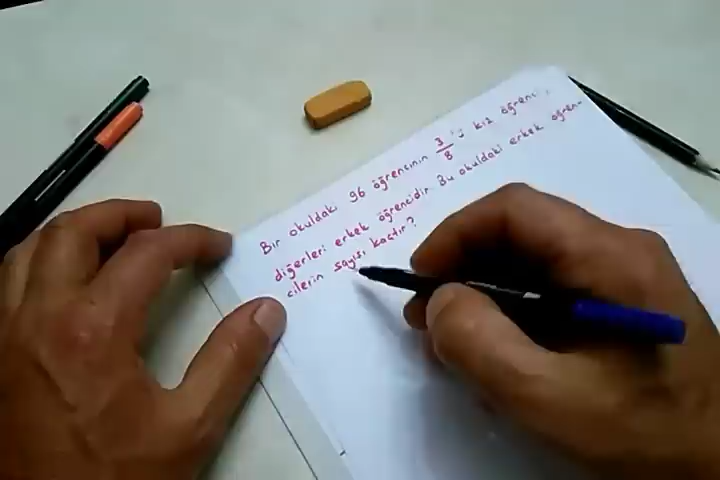 Bir okuldaki 96 öğrencinin 3/8 'ü kız öğrenci,
diğerleri erkek öğrencidir. Bu okuldaki erkek öğren-
cilerin sayısı kaçtır?